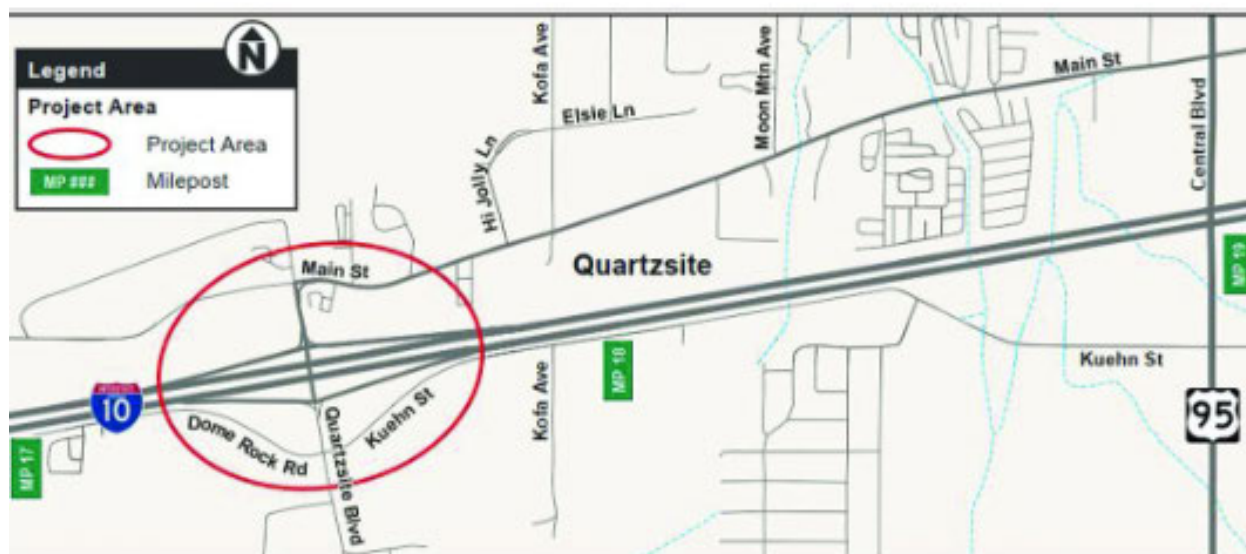 N
Legend
Project Area
Project Area
MP ###
Milepost
Kofa Ave
Elsie Ln
Hi Jolly Ln
Moon Mtn Ave
Main St
Central Blvd
Main St
Quartzsite
MP 19
INTERSTATE
10
MP 18
Kuehn St
Kofa Ave
Kuehn St
Dome Rock Rd
Quartzsite Blvd
MP 17
95